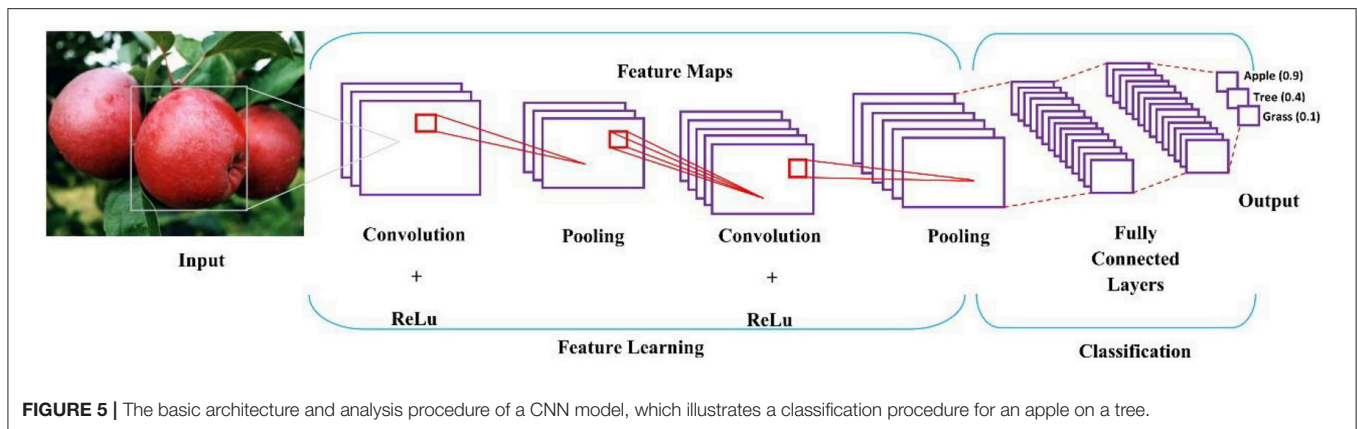 Feature Maps
Apple (0.9)
Tree (0.4)
Grass (0.1)
Output
Input
Convolution
+
ReLu
Pooling
Convolution
+
ReLu
Pooling
Fully
Connected
Layers
Feature Learning
Classification
FIGURE 5 | The basic architecture and analysis procedure of a CNN model, which illustrates a classification procedure for an apple on a tree.